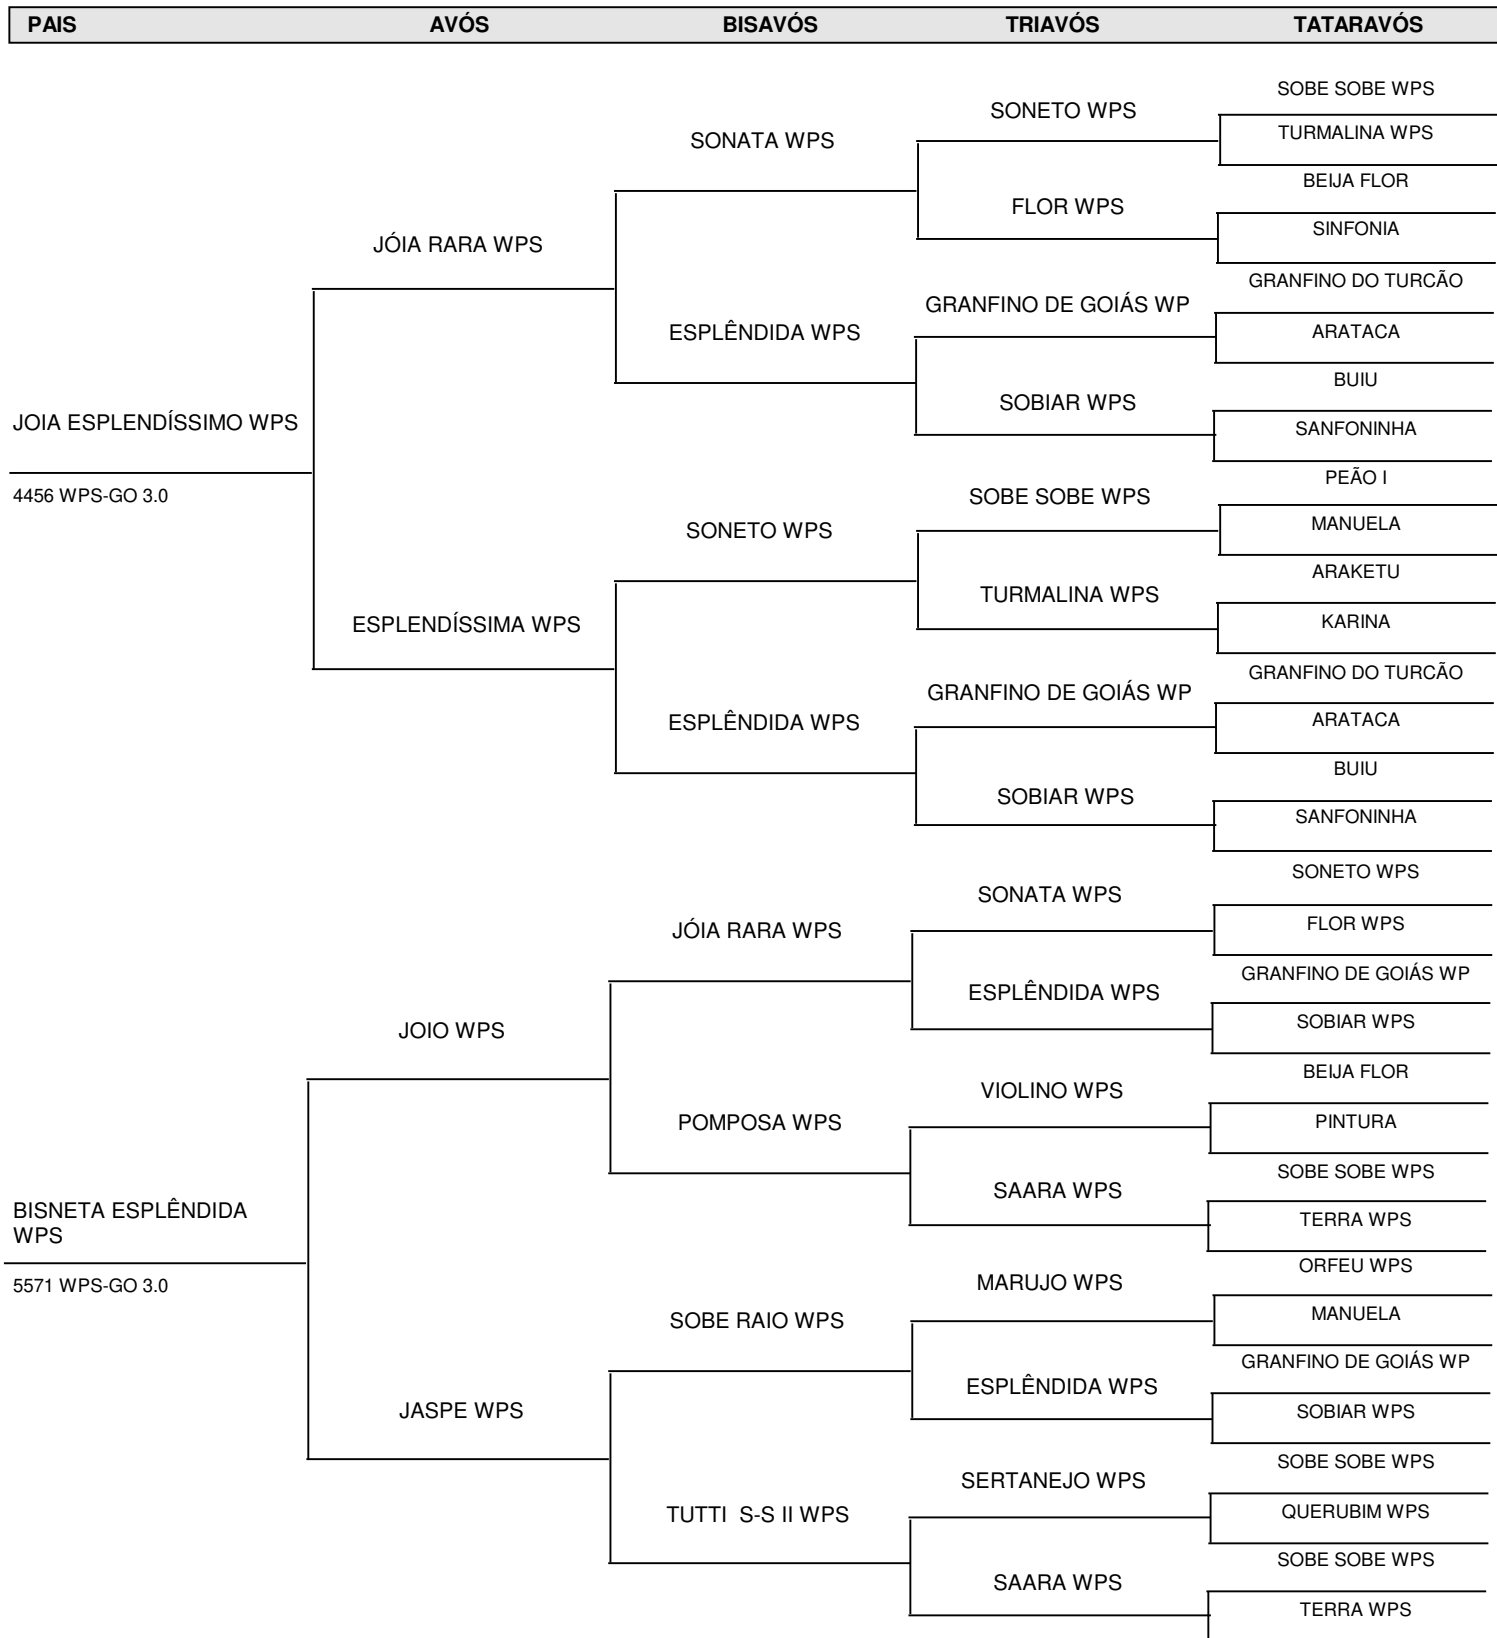 PAIS AVÓS BISAVÓS TRIAVÓS TATARAVÓS
SOBE SOBE WPS
SONETO WPS
TURMALINA WPS
SONATA WPS
BEIJA FLOR
FLOR WPS
SINFONIA
JÓIA RARA WPS
GRANFINO DO TURCÃO
GRANFINO DE GOIÁS WP
ARATACA
ESPLÊNDIDA WPS
BUIU
SOBIAR WPS
SANFONINHA
JOIA ESPLENDÍSSIMO WPS
4456 WPS-GO 3.0
PEÃO I
SOBE SOBE WPS
MANUELA
SONETO WPS
ARAKETU
TURMALINA WPS
KARINA
ESPLENDÍSSIMA WPS
GRANFINO DO TURCÃO
GRANFINO DE GOIÁS WP
ARATACA
ESPLÊNDIDA WPS
BUIU
SOBIAR WPS
SANFONINHA
SONETO WPS
SONATA WPS
FLOR WPS
JÓIA RARA WPS
GRANFINO DE GOIÁS WP
ESPLÊNDIDA WPS
SOBIAR WPS
JOIO WPS
BEIJA FLOR
VIOLINO WPS
PINTURA
POMPOSA WPS
SOBE SOBE WPS
SAARA WPS
TERRA WPS
BISNETA ESPLÊNDIDA
WPS
5571 WPS-GO 3.0
ORFEU WPS
MARUJO WPS
MANUELA
SOBE RAIO WPS
GRANFINO DE GOIÁS WP
ESPLÊNDIDA WPS
SOBIAR WPS
JASPE WPS
SOBE SOBE WPS
SERTANEJO WPS
QUERUBIM WPS
TUTTI S-S II WPS
SOBE SOBE WPS
SAARA WPS
TERRA WPS